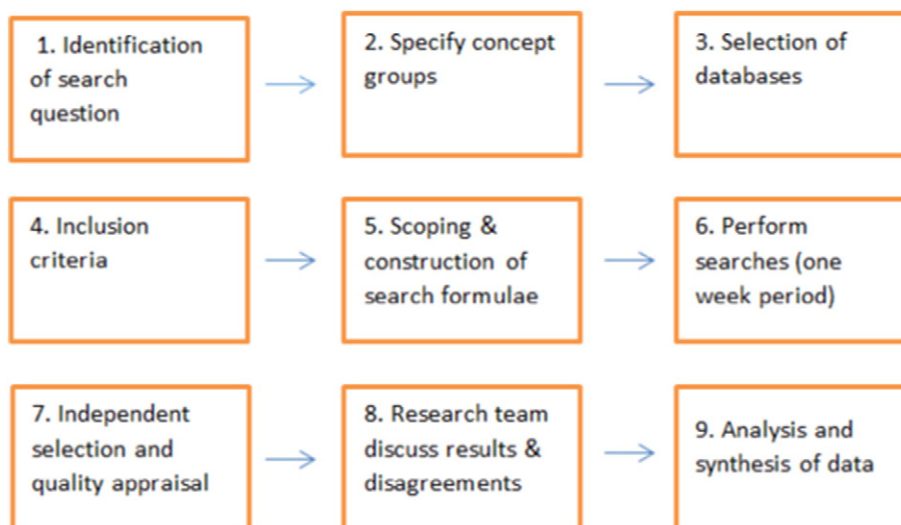 1. Identification
of search
question
2. Specify concept
groups
3. Selection of
databases
4. Inclusion
criteria
5. Scoping &
construction of
search formulae
6. Perform
searches (one
week period)
7. Independent
selection and
quality appraisal
8. Research team
discuss results &
disagreements
9. Analysis and
synthesis of data